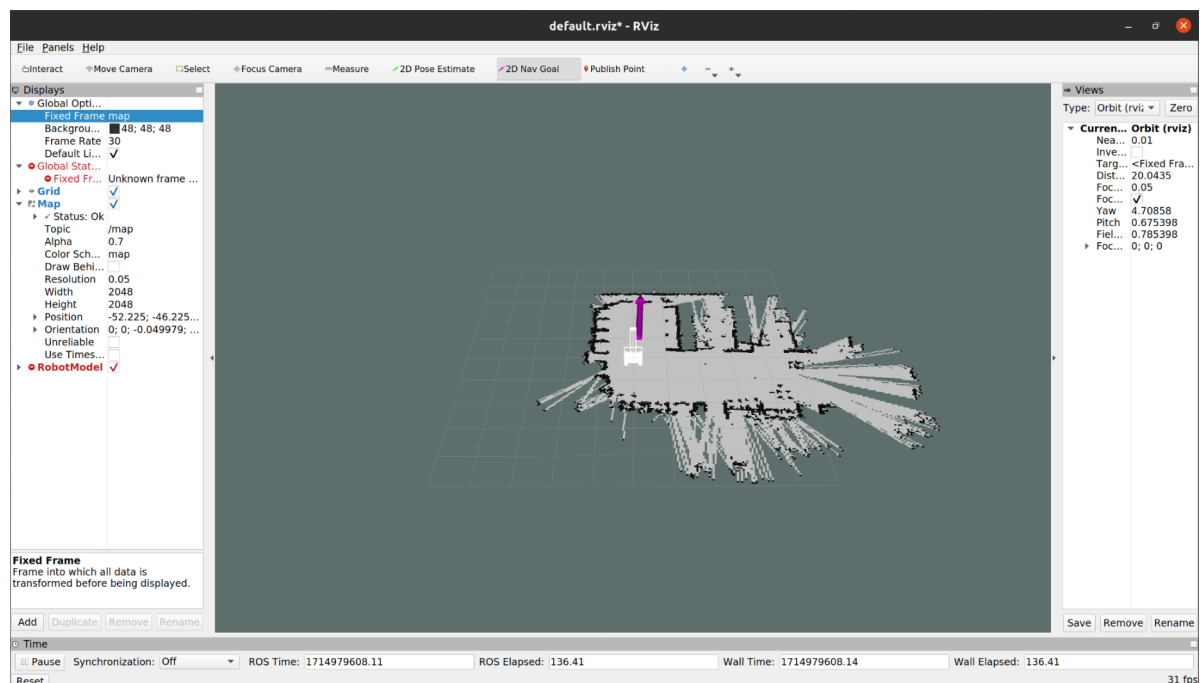 default.rviz* - RViz
File Panels Help
Interact Move Camera Select Focus Camera Measure 2D Pose Estimate 2D Nav Goal Publish Point
Displays
Global Opti...
Fixed Frame map
Backgrou... 48; 48; 48
Frame Rate 30
Default Li...
Global Stat...
Fixed Fr... Unknown frame ...
Grid
Map
Status: Ok
Topic /map
Alpha 0.7
Color Sch... map
Draw Behi...
Resolution 0.05
Width 2048
Height 2048
Position -52.225; -46.225...
Orientation 0; 0; -0.049979; ...
Unreliable
Use Times...
RobotModel
Fixed Frame
Frame into which all data is
transformed before being displayed.
Add Duplicate Remove Rename
Views
Type: Orbit (rviz Zero
Curren... Orbit (rviz)
Nea... 0.01
Inve...
Targ... <Fixed Fra...
Dist... 20.0435
Foc... 0.05
Foc...
Yaw 4.70858
Pitch 0.675398
Fiel... 0.785398
Foc... 0; 0; 0
Save Remove Rename
Time
Pause Synchronization: Off ROS Time: 1714979608.11 ROS Elapsed: 136.41 Wall Time: 1714979608.14 Wall Elapsed: 136.41
Reset 31 fps